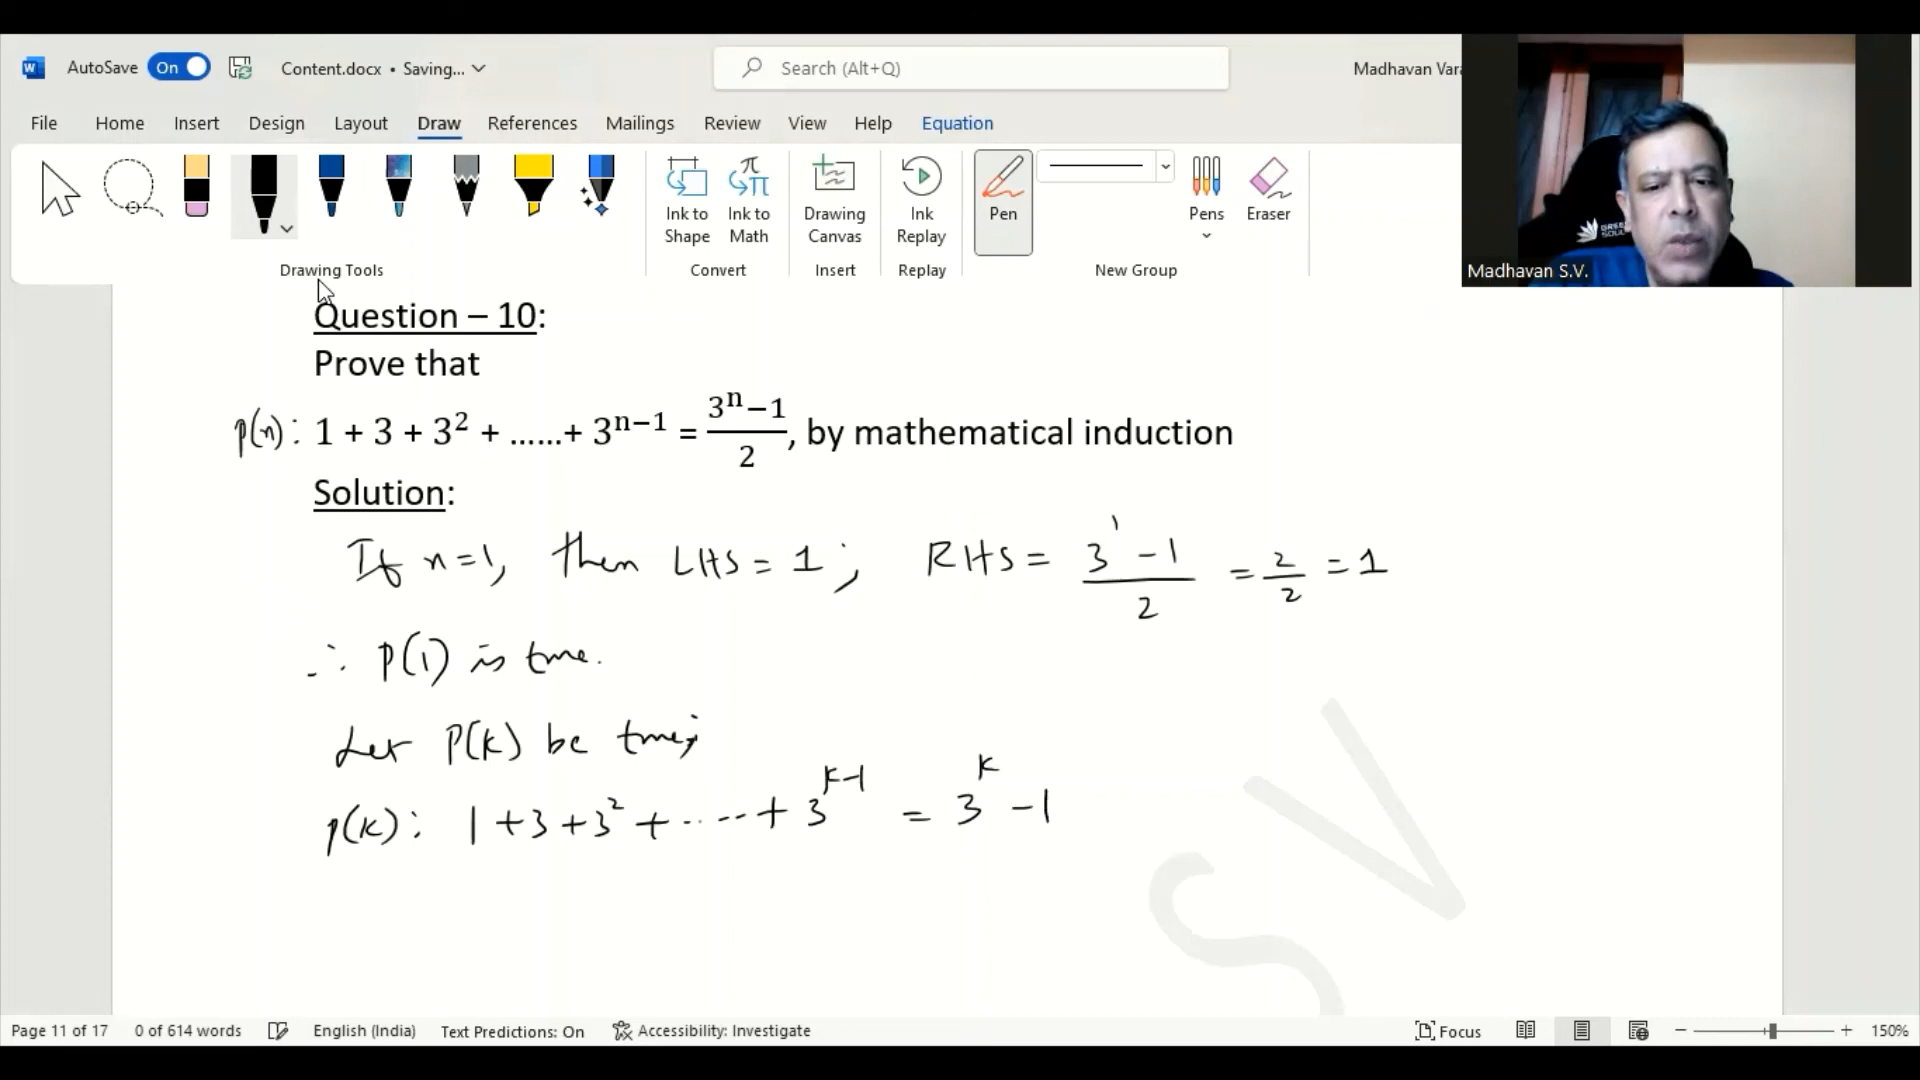 AutoSave On Content.docx • Saving... Search (Alt+Q) Madhavan Vara
File Home Insert Design Layout Draw References Mailings Review View Help Equation
Ink to Shape Ink to Math Drawing Canvas Ink Replay Pen Pens Eraser
Drawing Tools Convert Insert Replay New Group
GREEN SOUL
Madhavan S.V.
Question – 10:
Prove that
p(n): 1 + 3 + 3² + ......+ 3ⁿ⁻¹ = (3ⁿ−1)/2, by mathematical induction
Solution:
If n=1, then LHS = 1; RHS = (3¹ - 1)/2 = 2/2 = 1
∴ P(1) is true.
Let P(k) be true;
p(k): 1 + 3 + 3² + ..... + 3ᵏ⁻¹ = 3ᵏ - 1
SV
Page 11 of 17 0 of 614 words English (India) Text Predictions: On Accessibility: Investigate Focus 150%